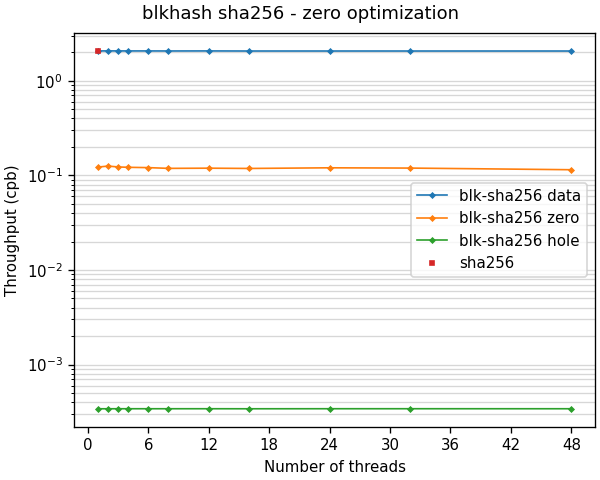 blkhash sha256 - zero optimization
Throughput (cpb)
10⁰
10⁻¹
10⁻²
10⁻³
blk-sha256 data
blk-sha256 zero
blk-sha256 hole
sha256
0 6 12 18 24 30 36 42 48
Number of threads